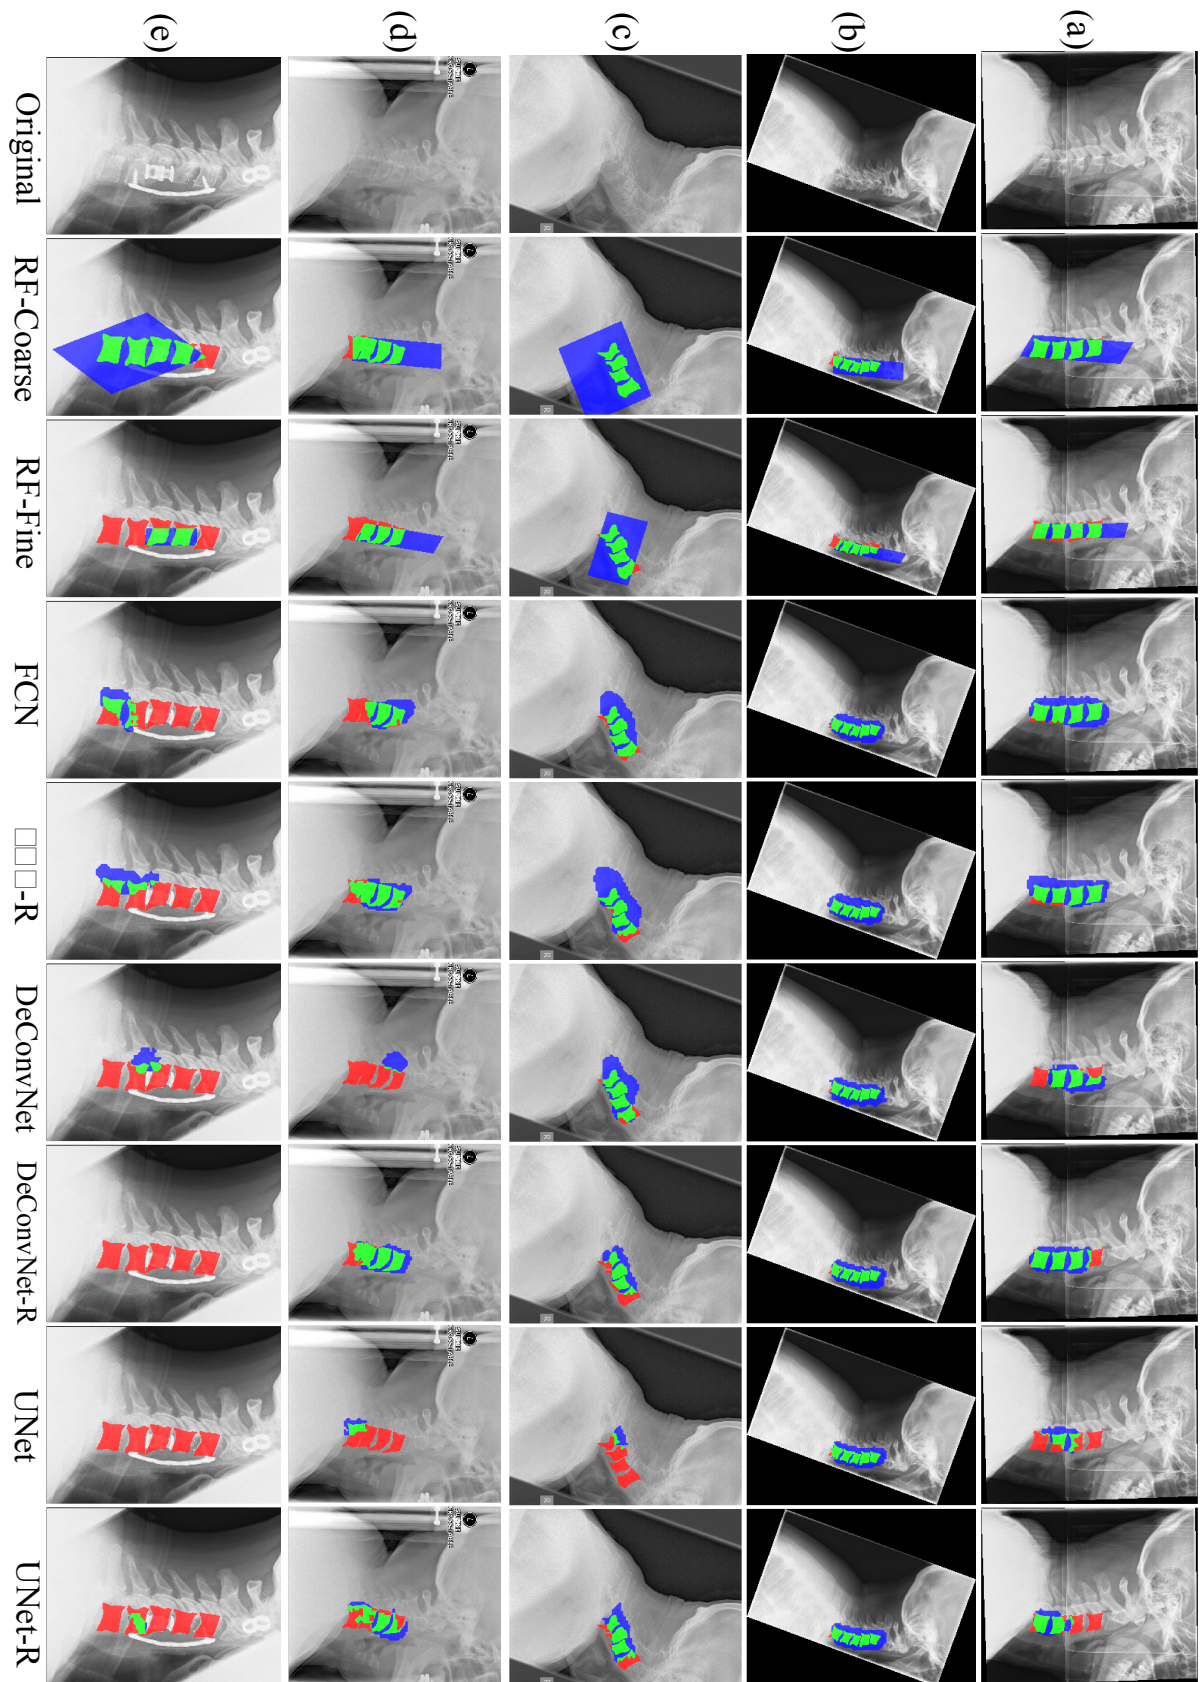 (a)
(b)
(c)
(d)
(e)
Original
RF-Coarse
RF-Fine
FCN
□□□-R
DeConvNet
DeConvNet-R
UNet
UNet-R
R
R
R
R
R
R
R
R
R
L
L
L
L
L
L
L
L
L